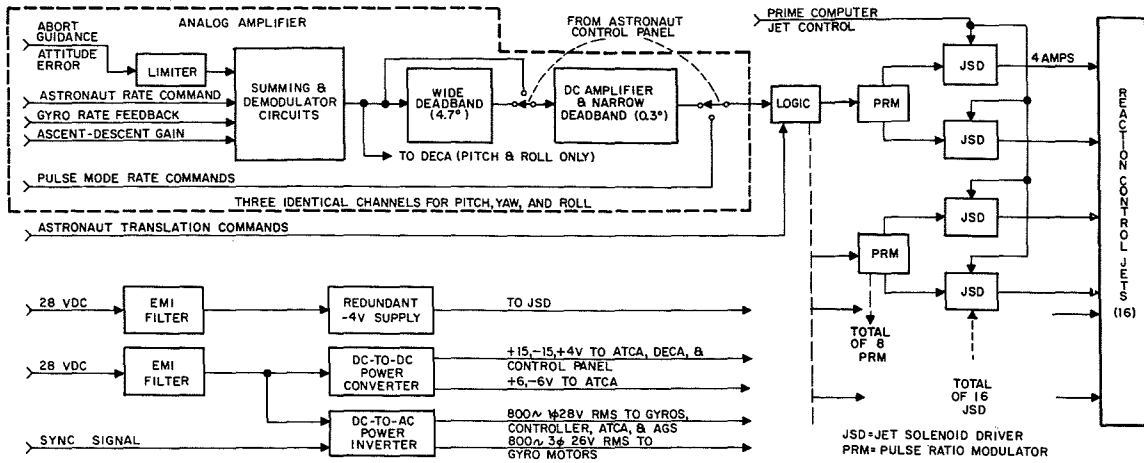 ANALOG AMPLIFIER
ABORT
GUIDANCE
ATTITUDE
ERROR
LIMITER
ASTRONAUT RATE COMMAND
GYRO RATE FEEDBACK
ASCENT-DESCENT GAIN
SUMMING &
DEMODULATOR
CIRCUITS
WIDE
DEADBAND
(4.7°)
TO DECA (PITCH & ROLL ONLY)
FROM ASTRONAUT
CONTROL PANEL
DC AMPLIFIER
& NARROW
DEADBAND (0.3°)
PULSE MODE RATE COMMANDS
THREE IDENTICAL CHANNELS FOR PITCH, YAW, AND ROLL
ASTRONAUT TRANSLATION COMMANDS
LOGIC
PRIME COMPUTER
JET CONTROL
PRM
JSD
4 AMPS
JSD
JSD
PRM
JSD
TOTAL
OF 8
PRM
TOTAL
OF 16
JSD
REACTION CONTROL JETS
(16)
28 VDC
EMI
FILTER
REDUNDANT
-4V SUPPLY
TO JSD
28 VDC
EMI
FILTER
DC-TO-DC
POWER
CONVERTER
+15,-15,+4V TO ATCA, DECA, &
CONTROL PANEL
+6,-6V TO ATCA
SYNC SIGNAL
DC-TO-AC
POWER
INVERTER
800~ 1ϕ28V RMS TO GYROS,
CONTROLLER, ATCA, & AGS
800~ 3ϕ 26V RMS TO
GYRO MOTORS
JSD=JET SOLENOID DRIVER
PRM= PULSE RATIO MODULATOR